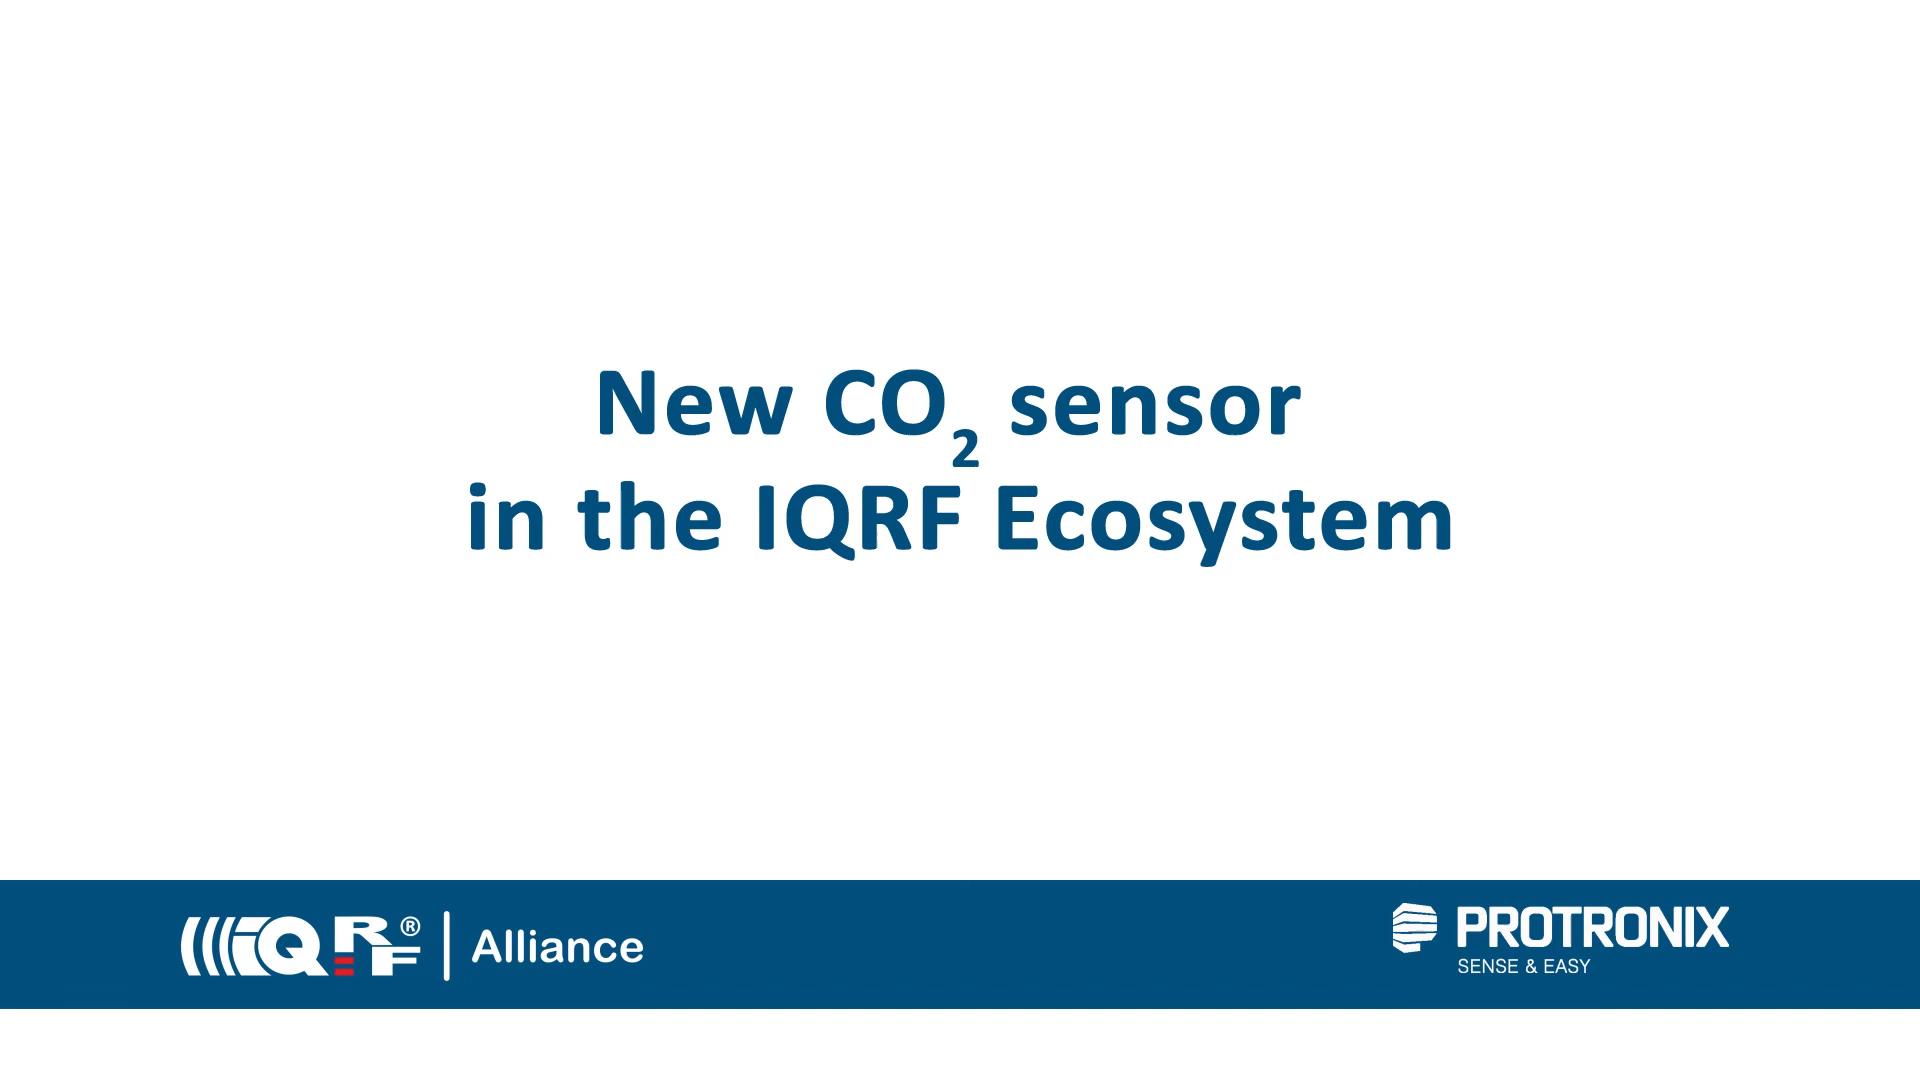 New CO₂ sensor
in the IQRF Ecosystem
IQRF® | Alliance
PROTRONIX
SENSE & EASY